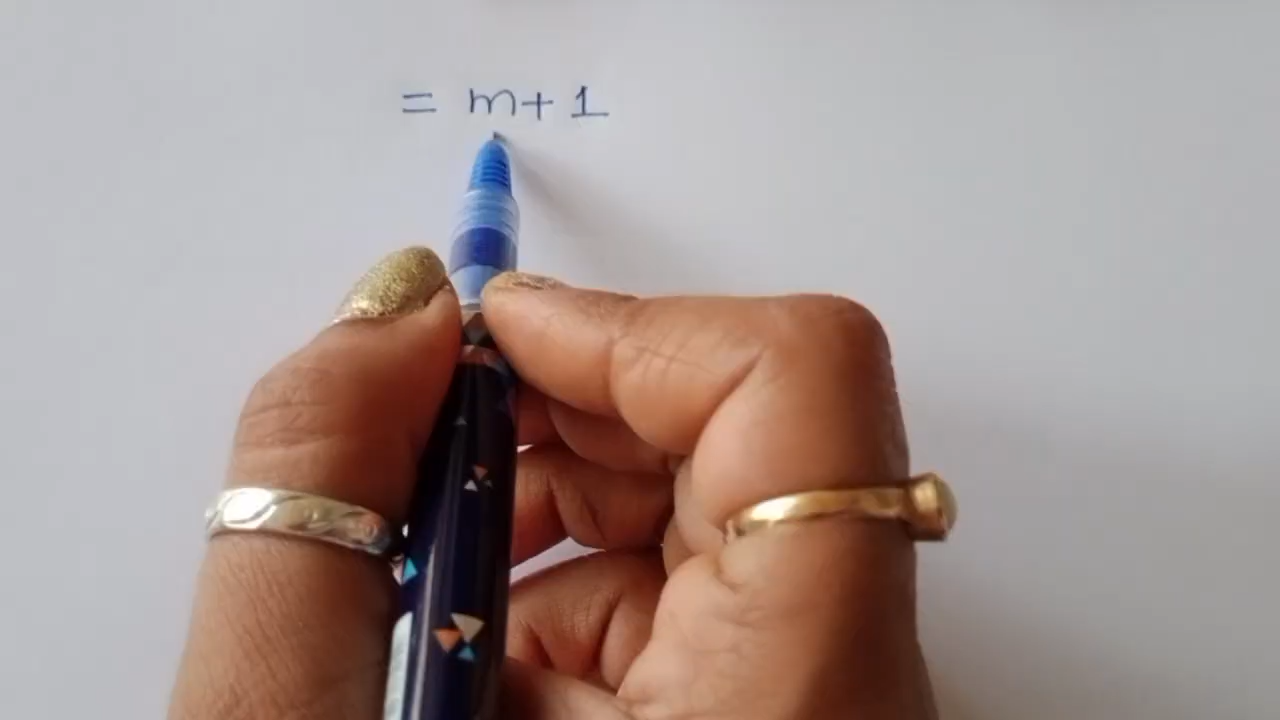 = m + 1